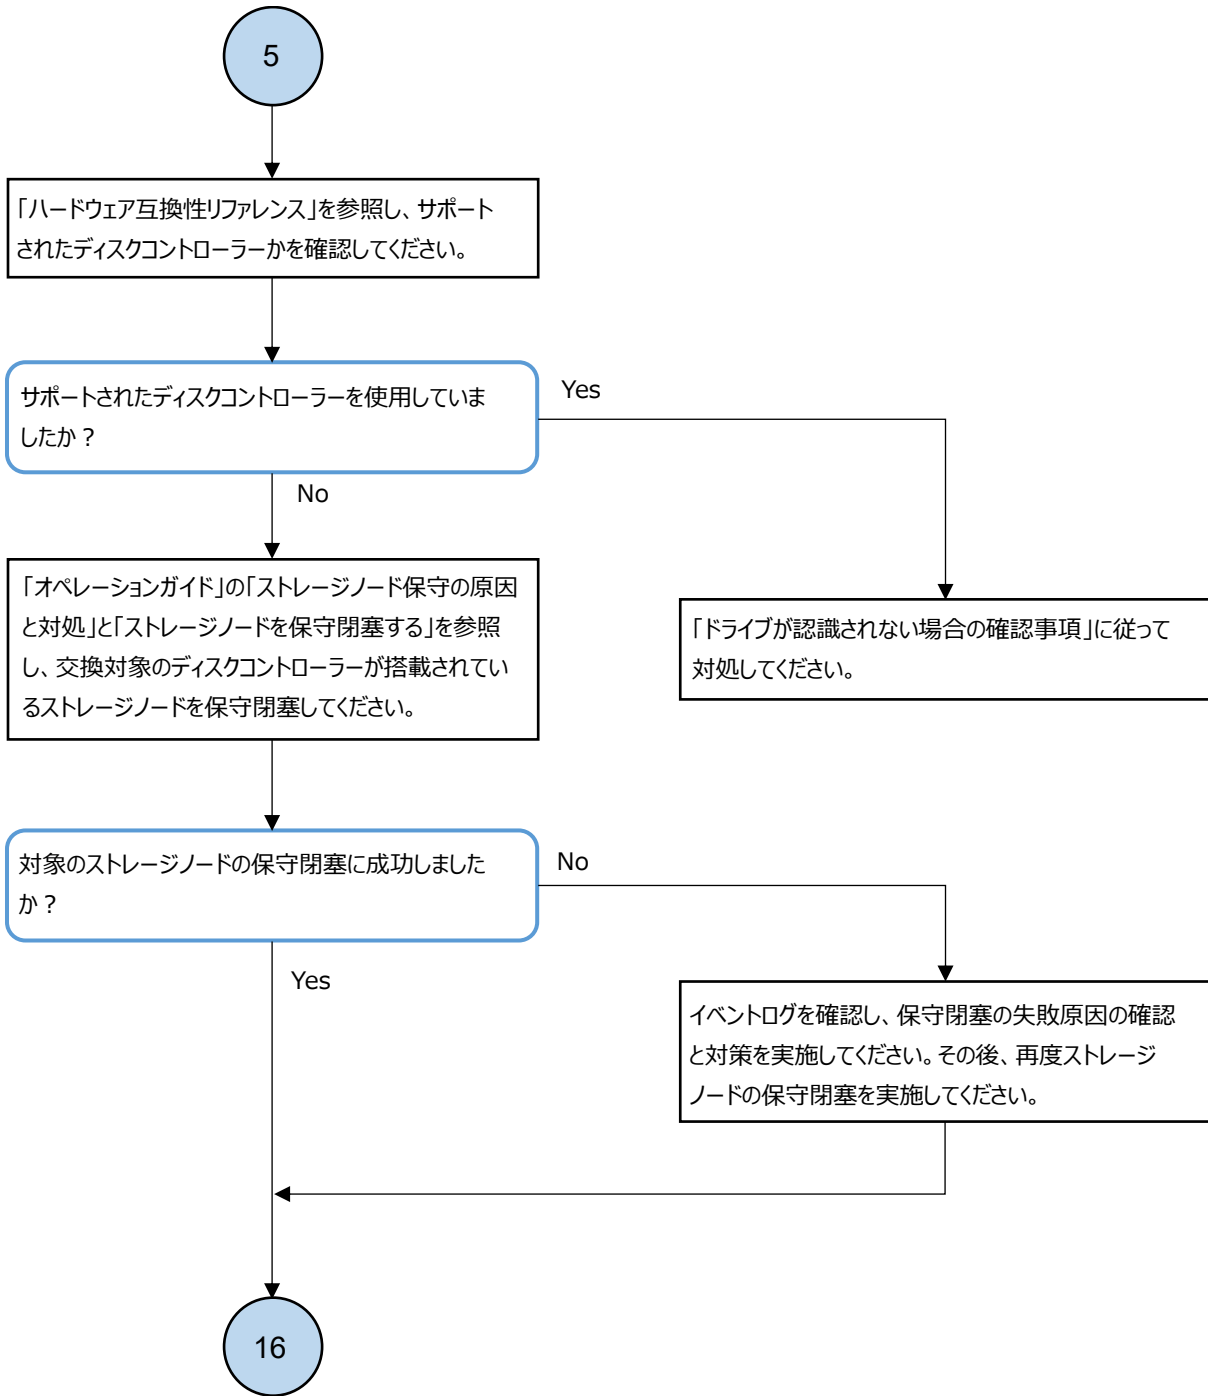 5
「ハードウェア互換性リファレンス」を参照し、サポート
されたディスクコントローラーかを確認してください。
サポートされたディスクコントローラーを使用していま
したか？
Yes
No
「オペレーションガイド」の「ストレージノード保守の原因
と対処」と「ストレージノードを保守閉塞する」を参照
し、交換対象のディスクコントローラーが搭載されてい
るストレージノードを保守閉塞してください。
「ドライブが認識されない場合の確認事項」に従って
対処してください。
対象のストレージノードの保守閉塞に成功しました
か？
No
Yes
イベントログを確認し、保守閉塞の失敗原因の確認
と対策を実施してください。その後、再度ストレージ
ノードの保守閉塞を実施してください。
16